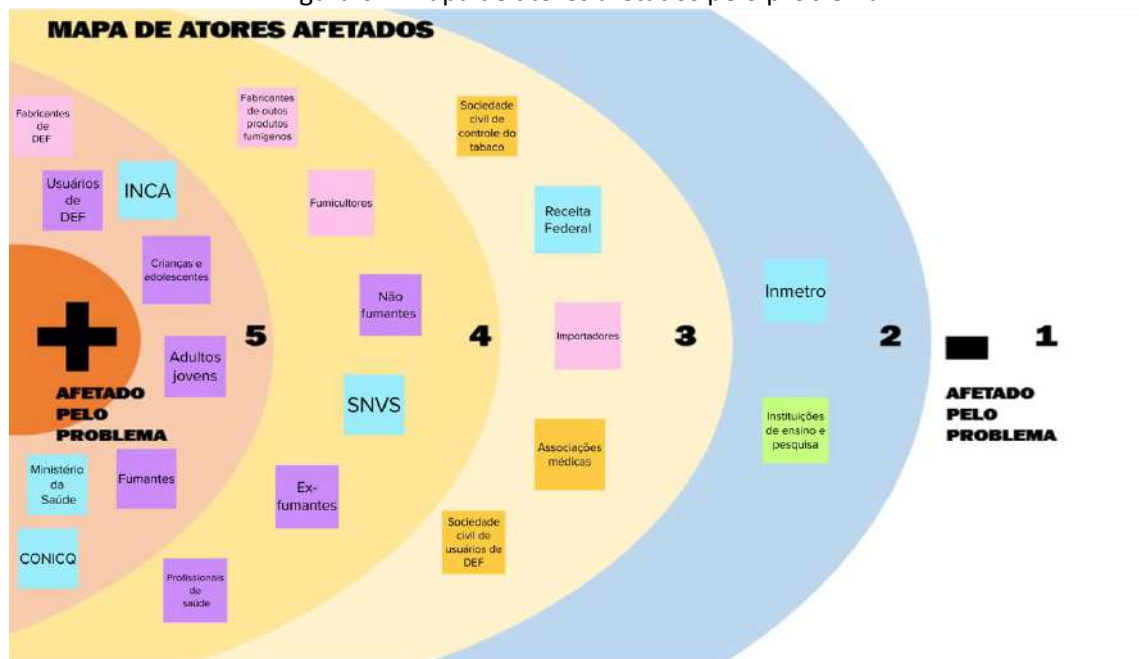 MAPA DE ATORES AFETADOS
Fabricantes
de
DEF
Fabricantes
de outos
produtos
fumígenos
Sociedade
civil de
controle do
tabaco
Usuários
de
DEF
INCA
Fumicultores
Receita
Federal
Crianças e
adolescentes
Não
fumantes
Inmetro
Adultos
jovens
5
4
Importadores
3
2
1
AFETADO
PELO
PROBLEMA
SNVS
AFETADO
PELO
PROBLEMA
Instituições
de ensino e
pesquisa
Ministério
da
Saúde
Fumantes
Ex-
fumantes
Associações
médicas
CONICQ
Profissionais
de
saúde
Sociedade
civil de
usuários de
DEF